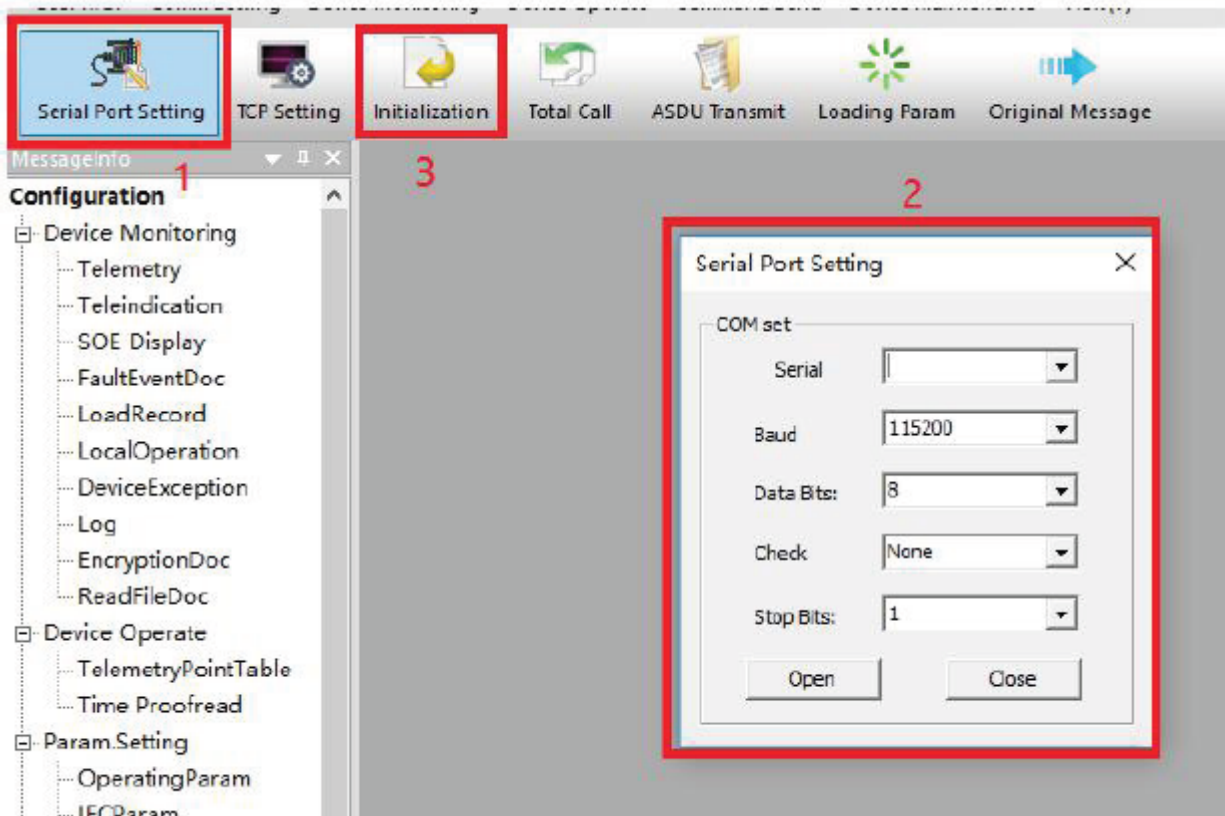 Serial Port Setting TCP Setting Initialization Total Call ASDU Transmit Loading Param Original Message
MessageInfo
1
3
2
Configuration
Device Monitoring
Telemetry
Teleindication
SOE Display
FaultEventDoc
LoadRecord
LocalOperation
DeviceException
Log
EncryptionDoc
ReadFileDoc
Device Operate
TelemetryPointTable
Time Proofread
Param.Setting
OperatingParam
IECParam
Serial Port Setting
COM set
Serial
Baud 115200
Data Bits: 8
Check None
Stop Bits: 1
Open Close